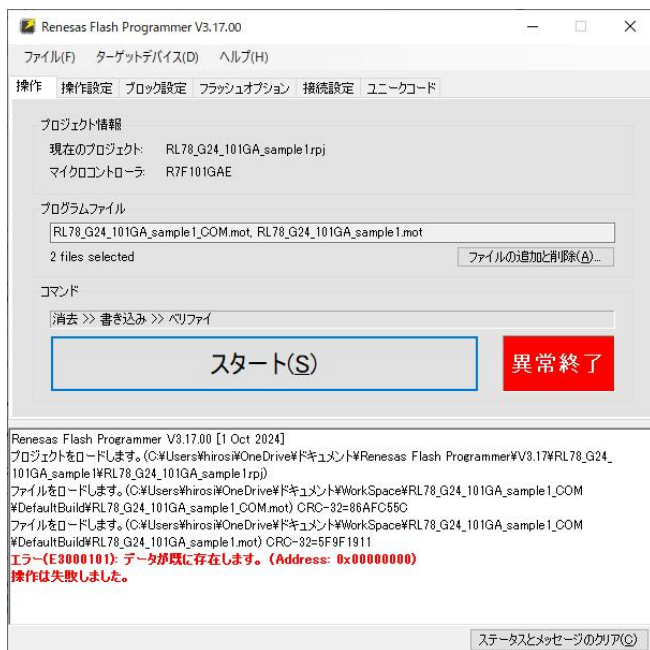 Renesas Flash Programmer V3.17.00
ファイル(F) ターゲットデバイス(D) ヘルプ(H)
操作 操作設定 ブロック設定 フラッシュオプション 接続設定 ユニークコード
プロジェクト情報
現在のプロジェクト: RL78_G24_101GA_sample1.rpj
マイクロコントローラ: R7F101GAE
プログラムファイル
RL78_G24_101GA_sample1_COM.mot, RL78_G24_101GA_sample1.mot
2 files selected
ファイルの追加と削除(A)...
コマンド
消去 >> 書き込み >> ベリファイ
スタート(S)
異常終了
Renesas Flash Programmer V3.17.00 [1 Oct 2024]
プロジェクトをロードします。(C:¥Users¥hirosi¥OneDrive¥ドキュメント¥Renesas Flash Programmer¥V3.17¥RL78_G24_
101GA_sample1¥RL78_G24_101GA_sample1.rpj)
ファイルをロードします。(C:¥Users¥hirosi¥OneDrive¥ドキュメント¥WorkSpace¥RL78_G24_101GA_sample1_COM
¥DefaultBuild¥RL78_G24_101GA_sample1_COM.mot) CRC-32=86AFC55C
ファイルをロードします。(C:¥Users¥hirosi¥OneDrive¥ドキュメント¥WorkSpace¥RL78_G24_101GA_sample1_COM
¥DefaultBuild¥RL78_G24_101GA_sample1.mot) CRC-32=5F9F1911
エラー(E3000101): データが既に存在します。 (Address: 0x00000000)
操作は失敗しました。
ステータスとメッセージのクリア(C)